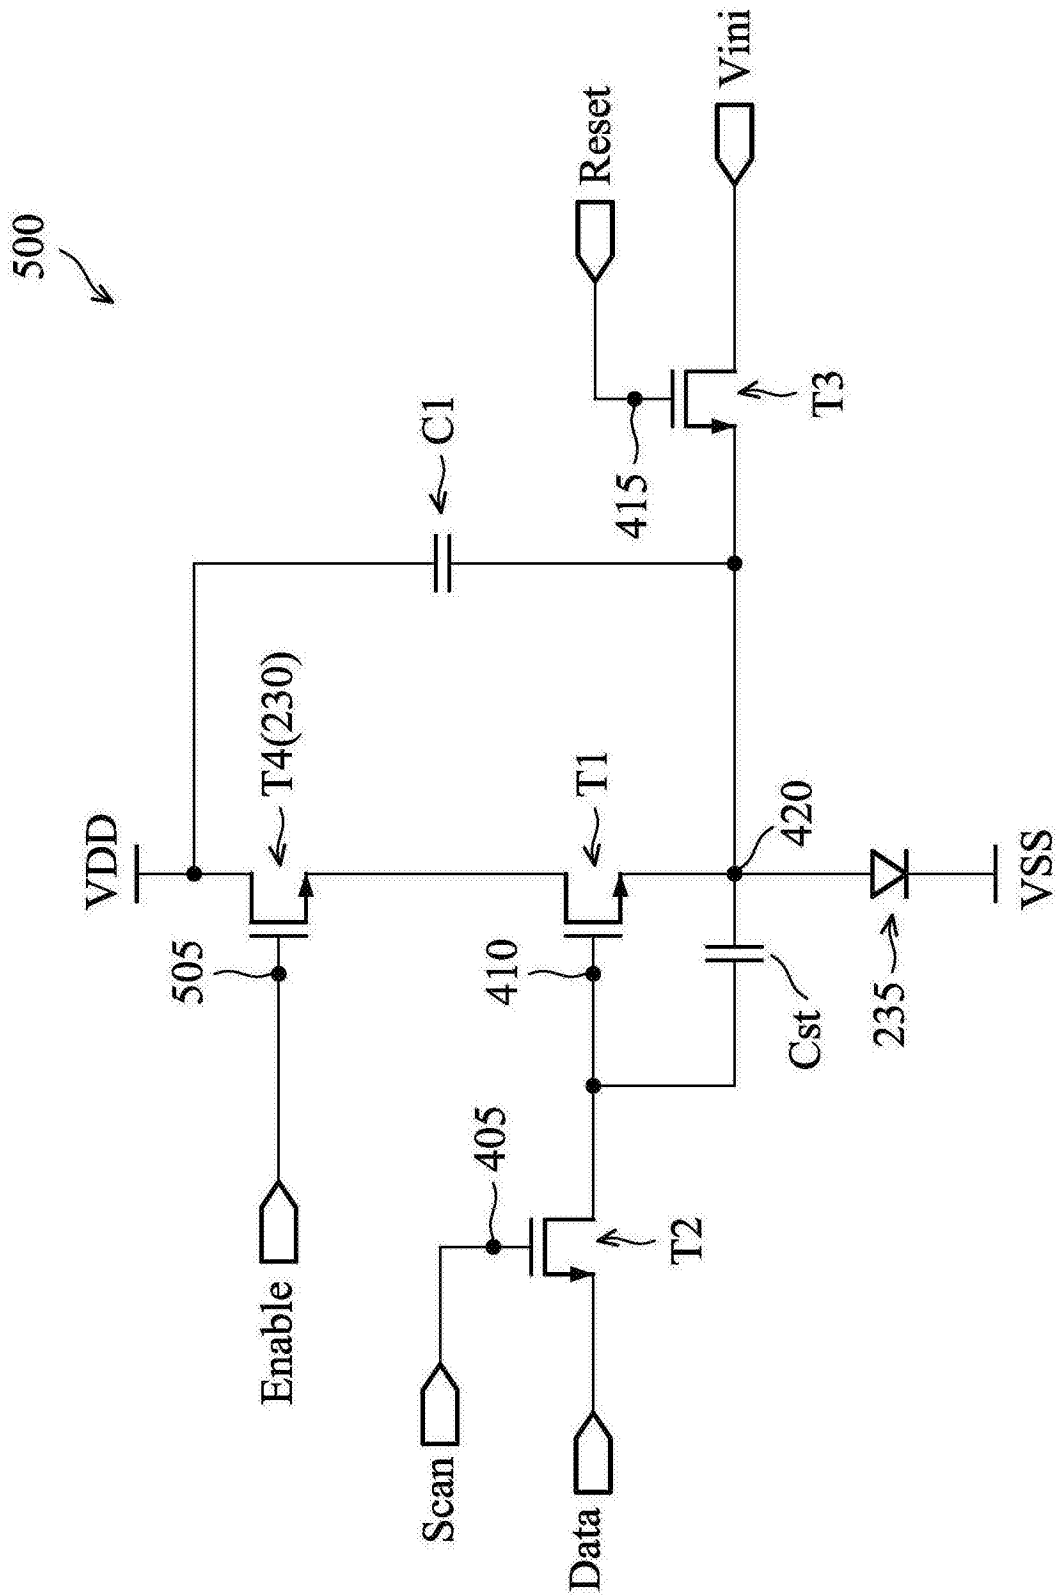 500
VDD
Enable
505
T4(230)
C1
Reset
Vini
Scan
405
410
T1
415
T3
Data
T2
Cst
420
235
VSS